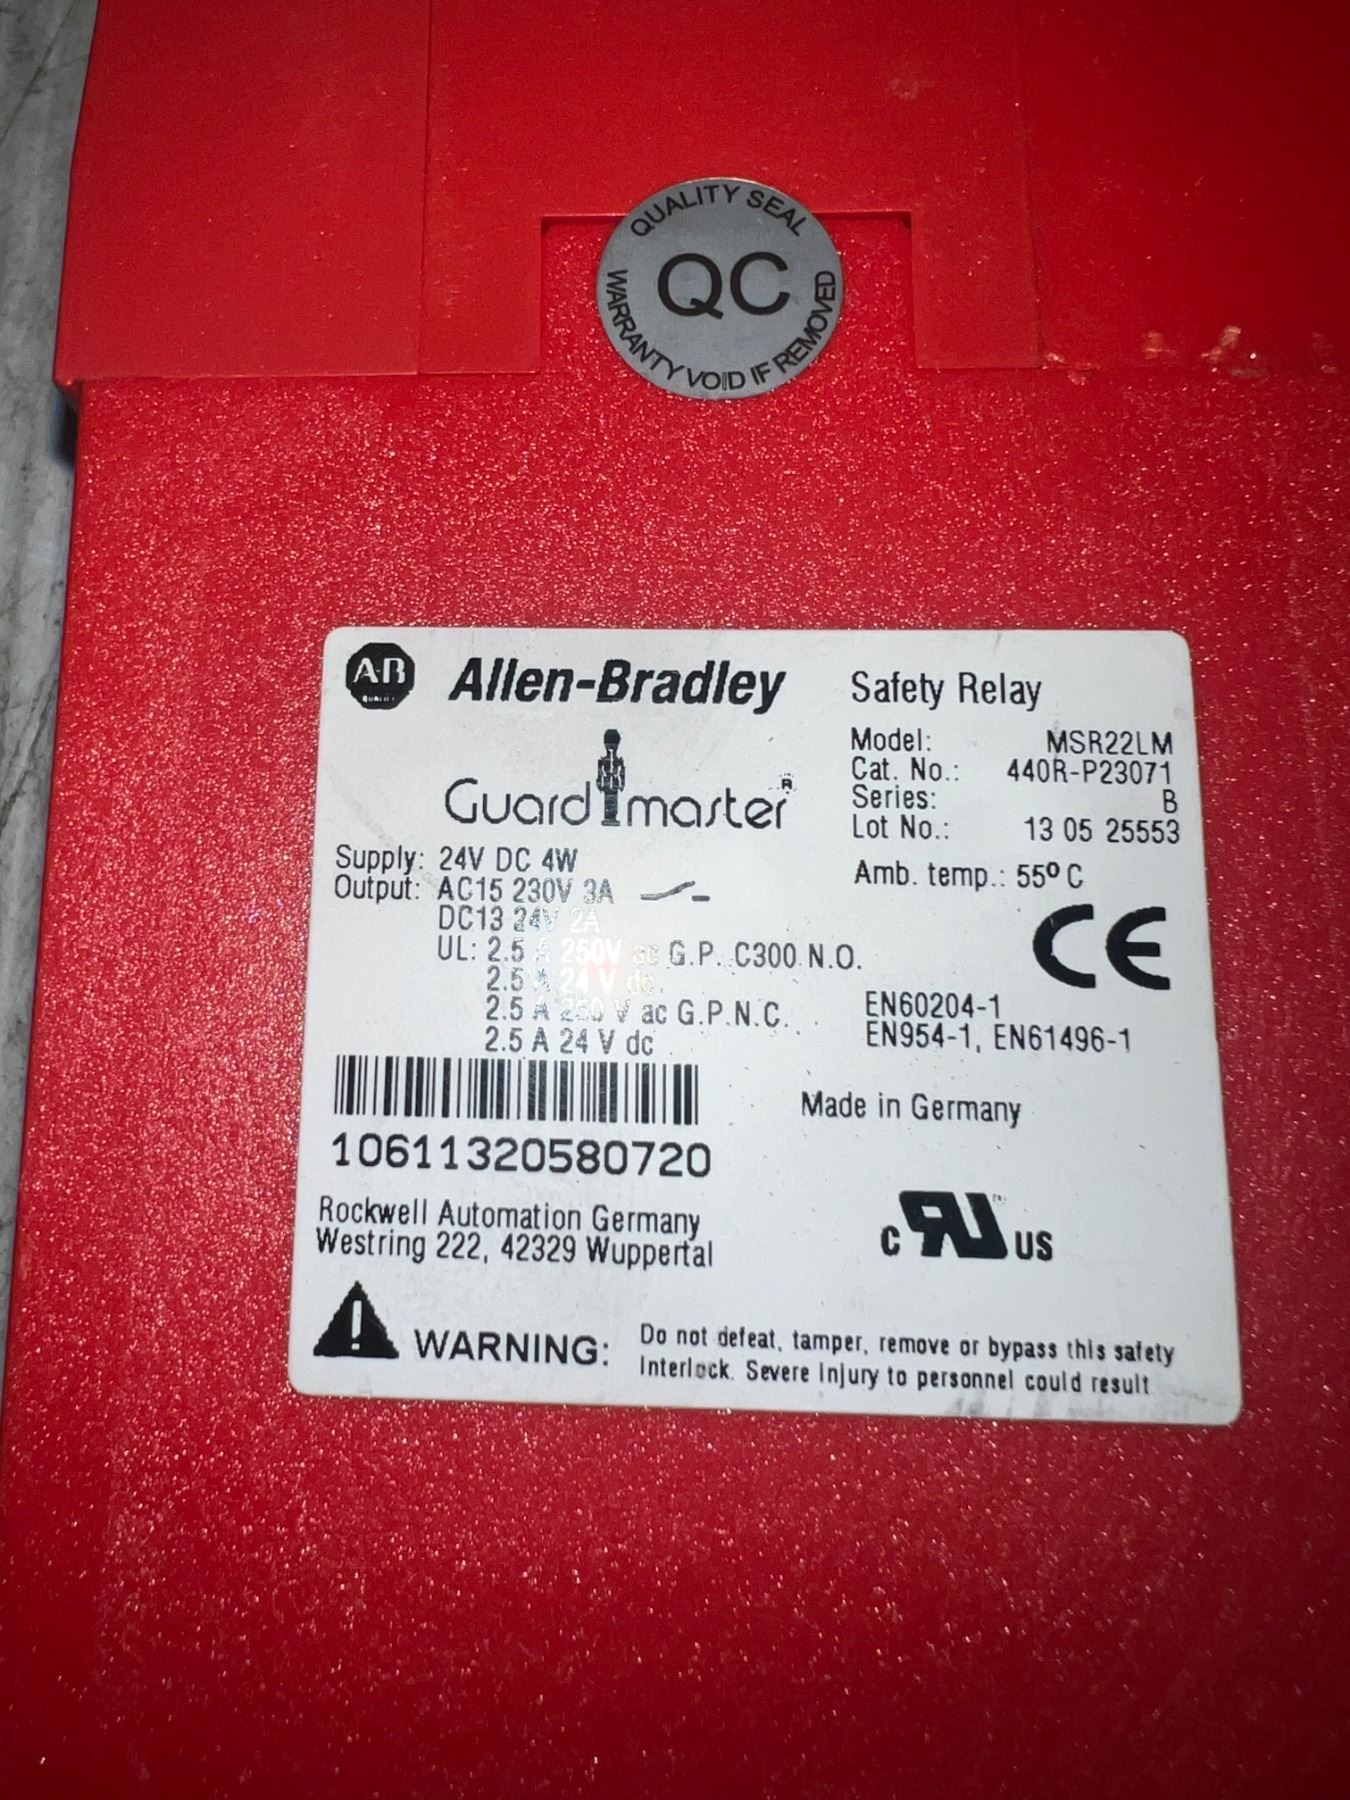 QUALITY SEAL
QC
WARRANTY VOID IF REMOVED
AB
QUALITY
Allen-Bradley
Guardmaster®
Safety Relay
Model: MSR22LM
Cat. No.: 440R-P23071
Series: B
Lot No.: 13 05 25553
Amb. temp.: 55º C
Supply: 24V DC 4W
Output: AC15 230V 3A
DC13 24V 2A
UL: 2.5 A 250V ac G.P. C300 N.O.
2.5 A 24 V dc.
2.5 A 250 V ac G.P.N.C.
2.5 A 24 V dc
CE
EN60204-1
EN954-1, EN61496-1
10611320580720
Made in Germany
Rockwell Automation Germany
Westring 222, 42329 Wuppertal
c RU US
WARNING: Do not defeat, tamper, remove or bypass this safety
Interlock. Severe Injury to personnel could result